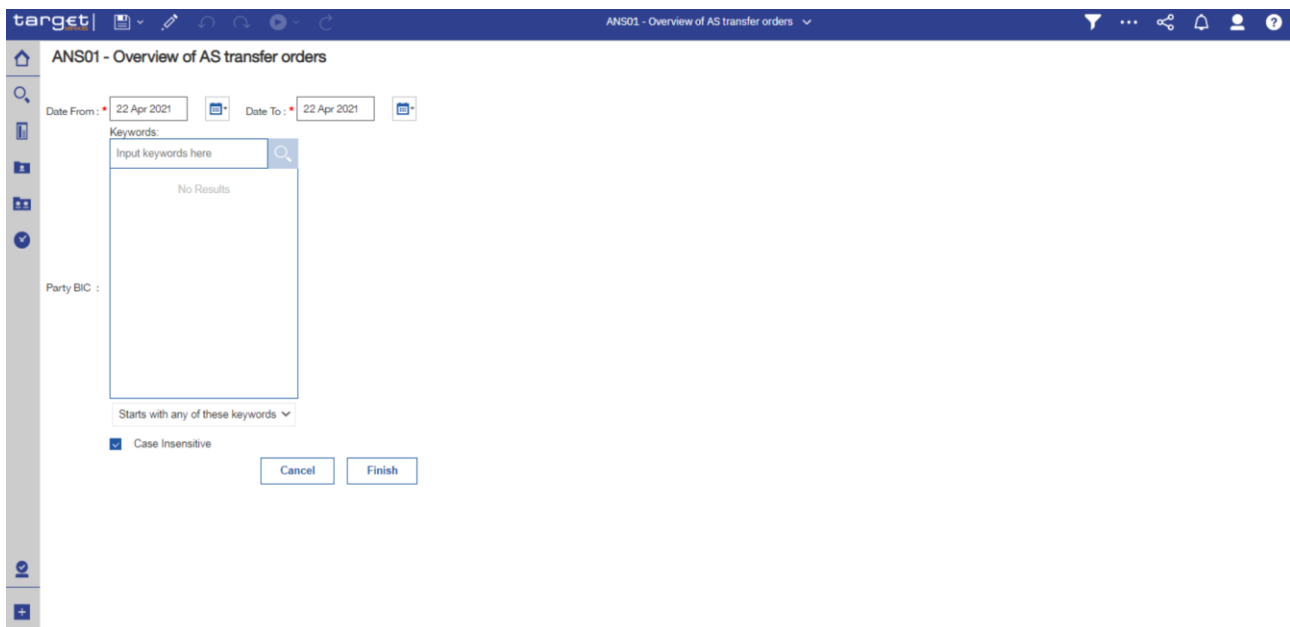 target|
SERVICES
ANS01 - Overview of AS transfer orders
ANS01 - Overview of AS transfer orders
Date From : * 22 Apr 2021 Date To : * 22 Apr 2021
Keywords:
Input keywords here
No Results
Party BIC :
Starts with any of these keywords
Case Insensitive
Cancel Finish